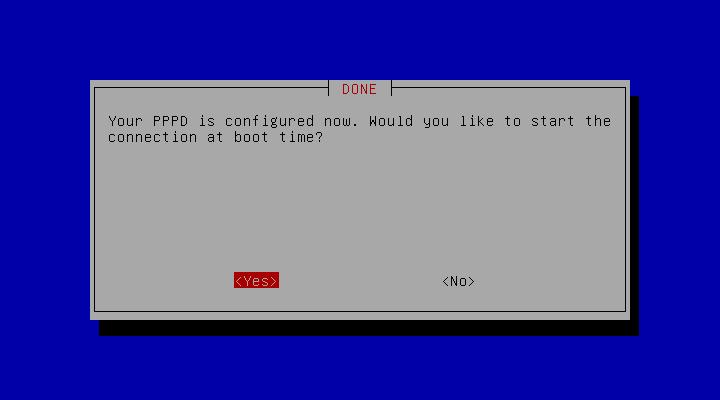 DONE
Your PPPD is configured now. Would you like to start the
connection at boot time?
<Yes> <No>